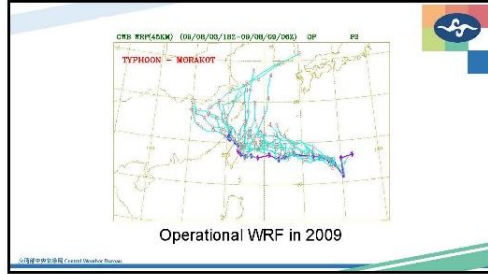 CWB WRF(45KM) (09/08/03/18Z-09/08/09/06Z) OP P3
TYPHOON - MORAKOT
Operational WRF in 2009
Central Weather Bureau